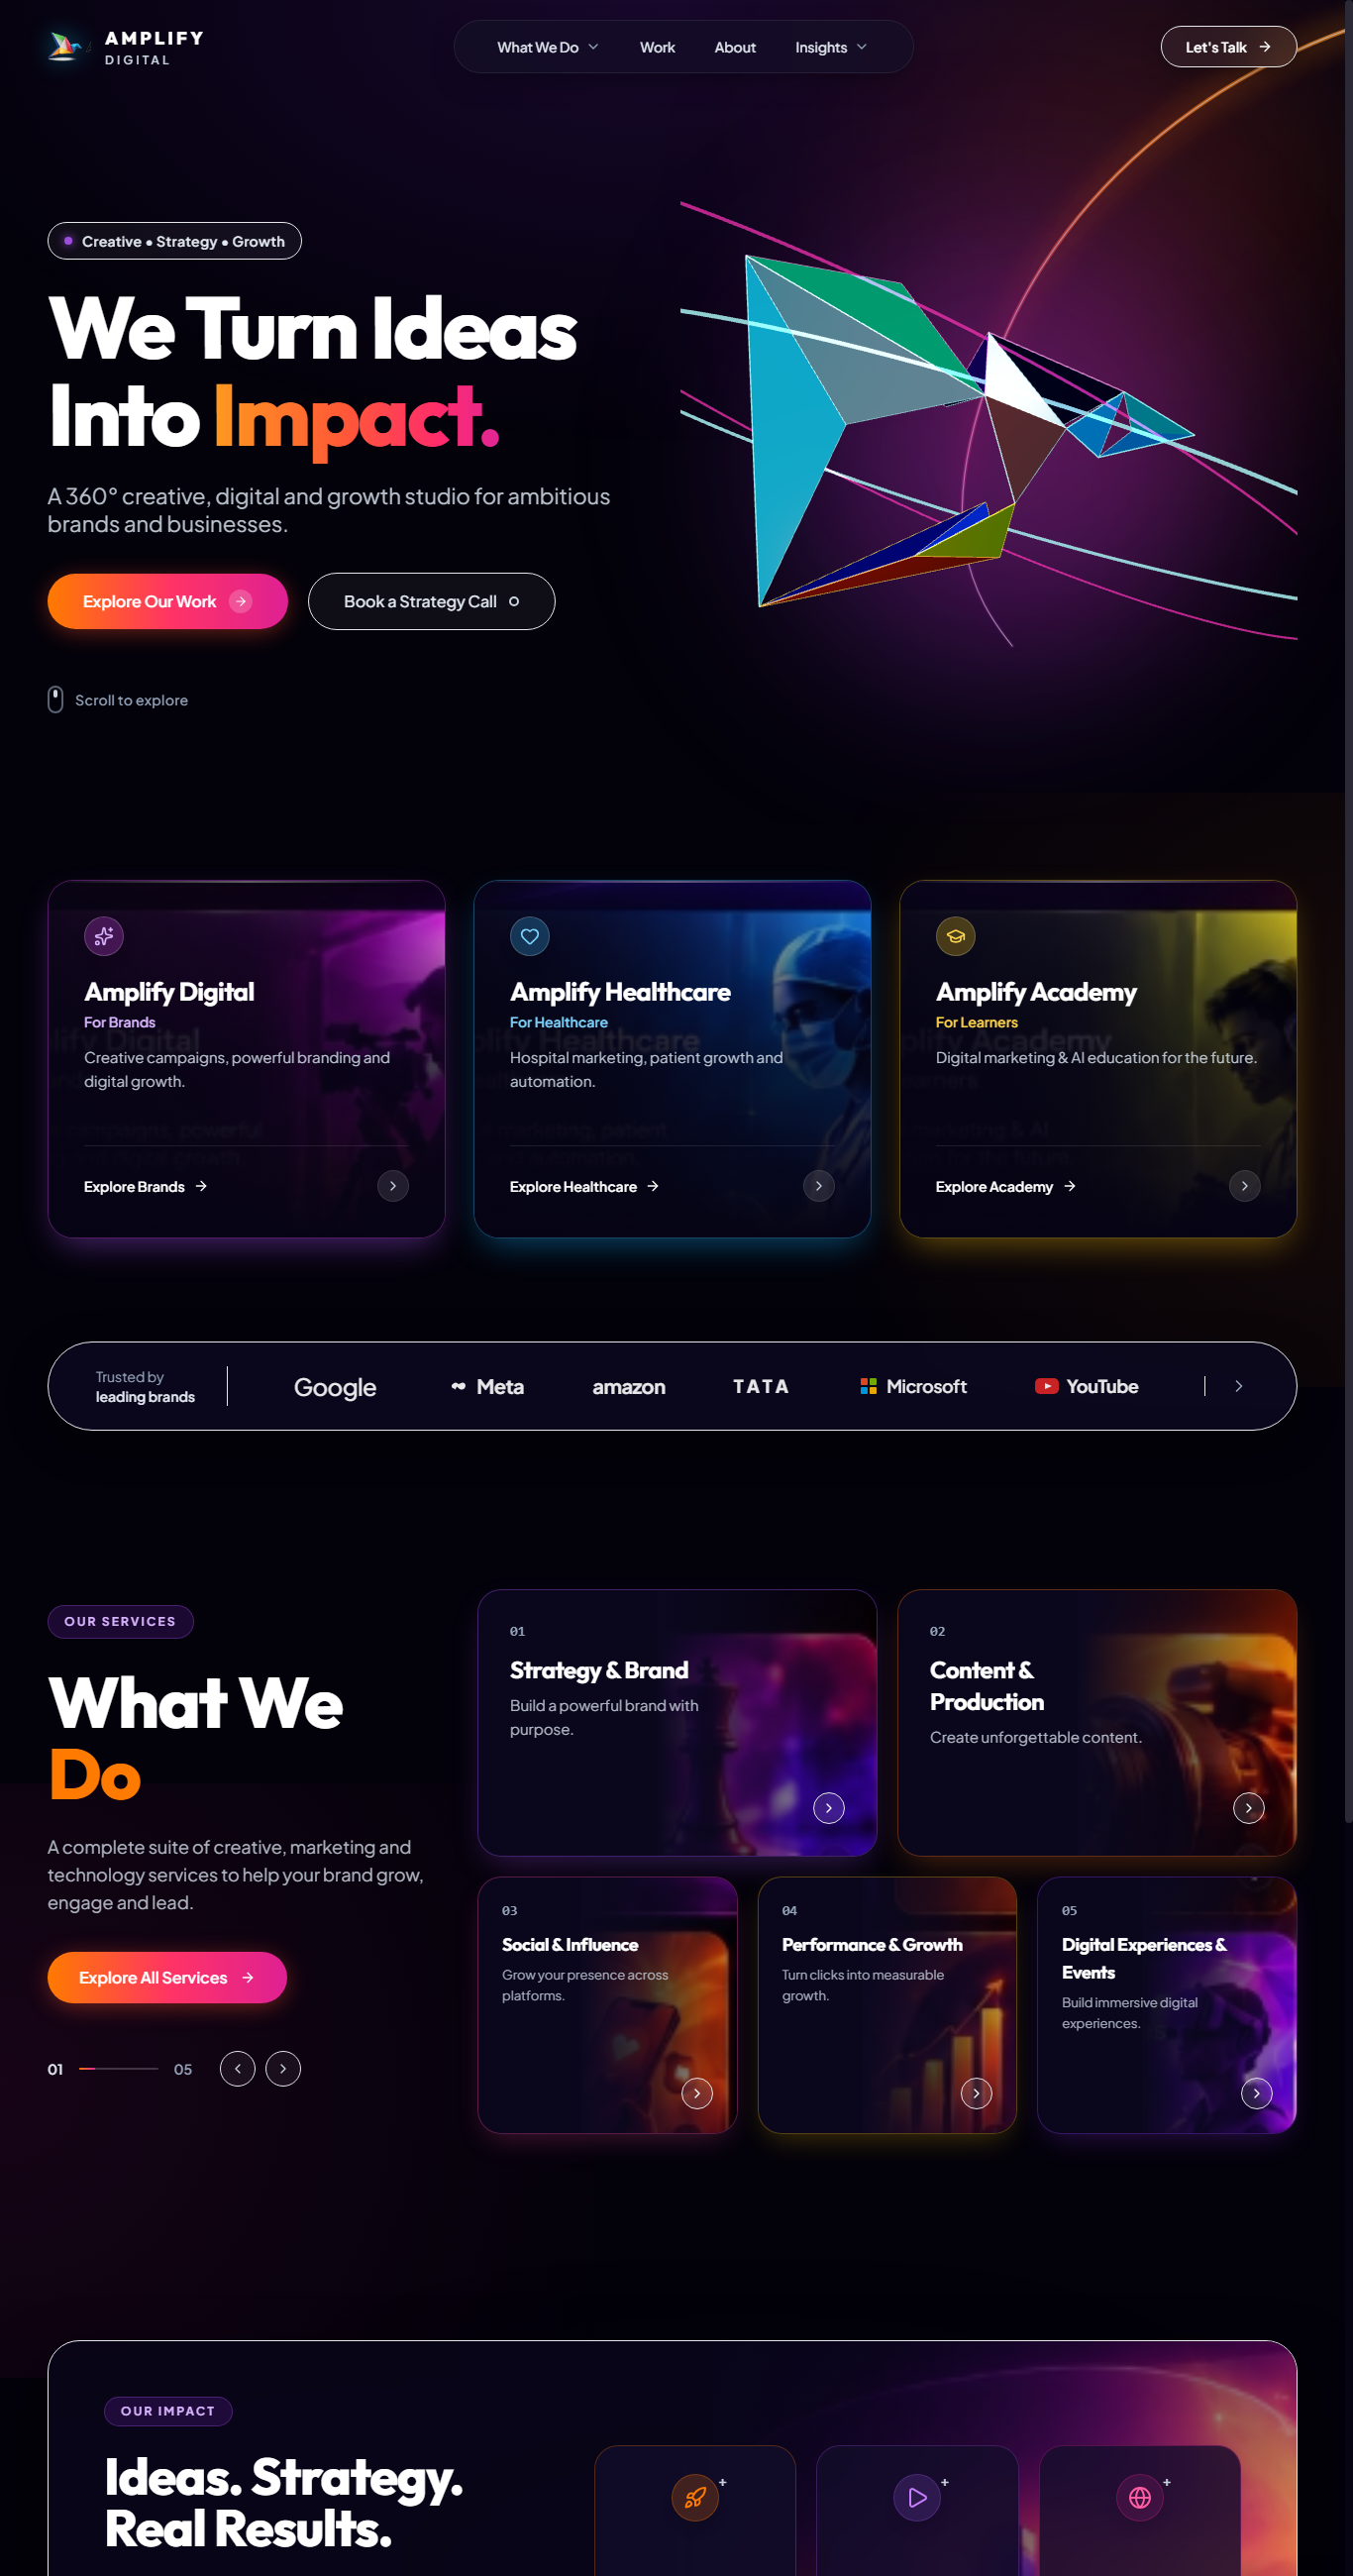 AMPLIFY
DIGITAL
What We Do
Work
About
Insights
Let's Talk
Creative • Strategy • Growth
We Turn Ideas
Into Impact.
A 360° creative, digital and growth studio for ambitious
brands and businesses.
Explore Our Work
Book a Strategy Call
Scroll to explore
Amplify Digital
For Brands
Creative campaigns, powerful branding and
digital growth.
Explore Brands
Amplify Healthcare
For Healthcare
Hospital marketing, patient growth and
automation.
Explore Healthcare
Amplify Academy
For Learners
Digital marketing & AI education for the future.
Explore Academy
Trusted by
leading brands
Google
Meta
amazon
TATA
Microsoft
YouTube
OUR SERVICES
What We
Do
A complete suite of creative, marketing and
technology services to help your brand grow,
engage and lead.
Explore All Services
01
05
01
Strategy & Brand
Build a powerful brand with
purpose.
02
Content &
Production
Create unforgettable content.
03
Social & Influence
Grow your presence across
platforms.
04
Performance & Growth
Turn clicks into measurable
growth.
05
Digital Experiences &
Events
Build immersive digital
experiences.
OUR IMPACT
Ideas. Strategy.
Real Results.
+
+
+